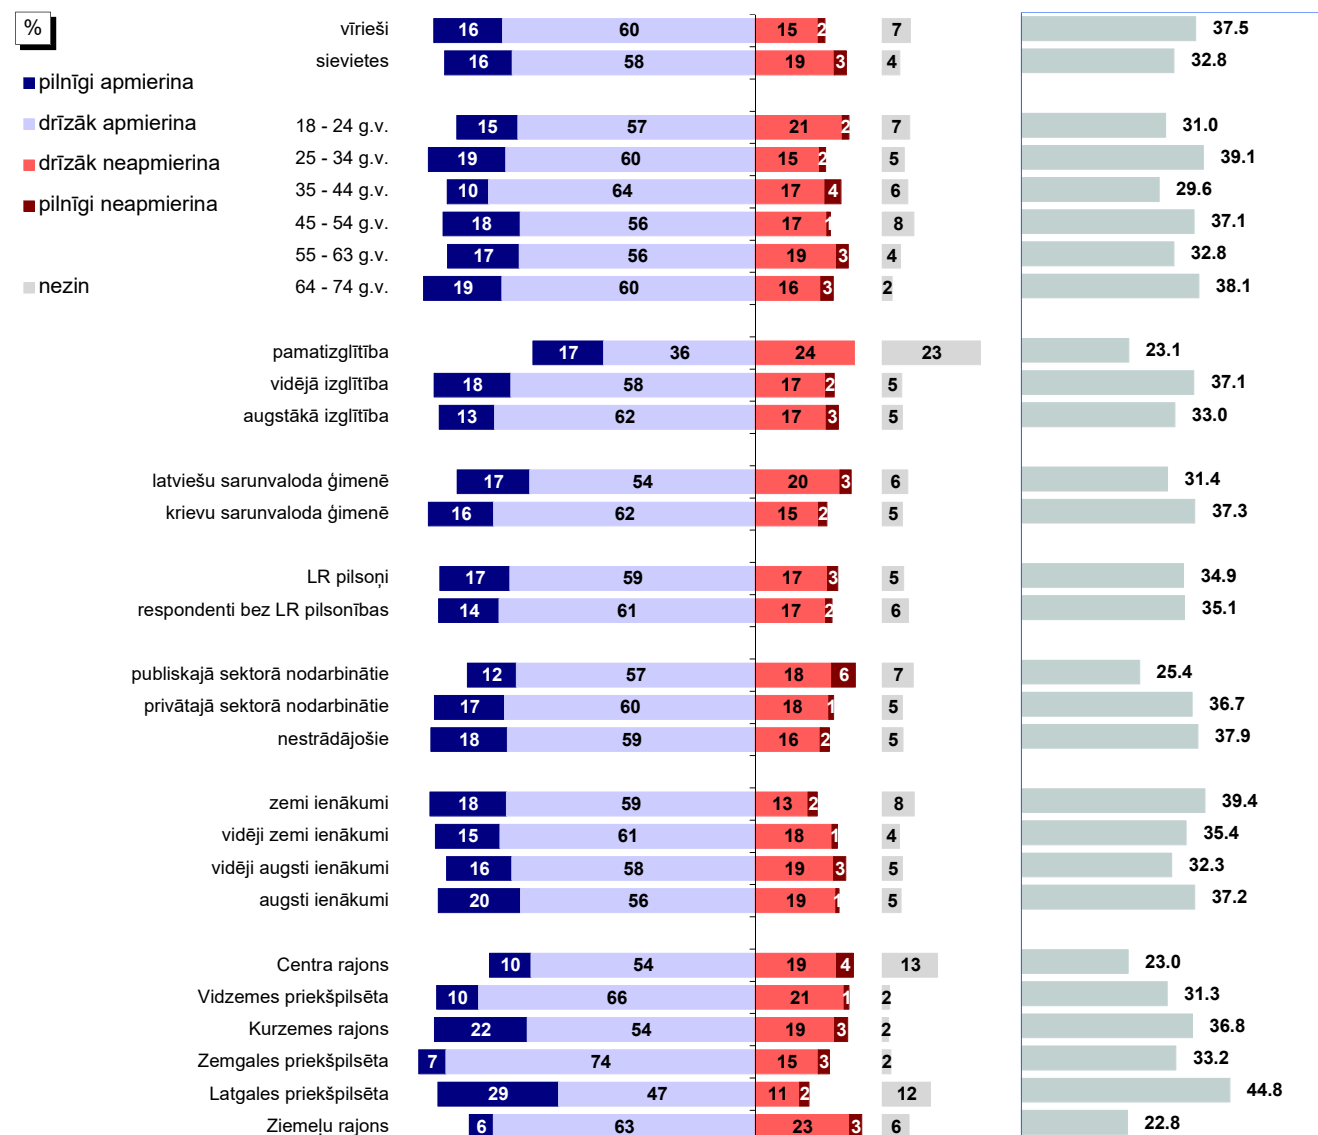 %
pilnīgi apmierina
drīzāk apmierina
drīzāk neapmierina
pilnīgi neapmierina
nezin
vīrieši 16 60 15 2 7 37.5
sievietes 16 58 19 3 4 32.8
18 - 24 g.v. 15 57 21 2 7 31.0
25 - 34 g.v. 19 60 15 2 5 39.1
35 - 44 g.v. 10 64 17 4 6 29.6
45 - 54 g.v. 18 56 17 1 8 37.1
55 - 63 g.v. 17 56 19 3 4 32.8
64 - 74 g.v. 19 60 16 3 2 38.1
pamatizglītība 17 36 24 23 23.1
vidējā izglītība 18 58 17 2 5 37.1
augstākā izglītība 13 62 17 3 5 33.0
latviešu sarunvaloda ģimenē 17 54 20 3 6 31.4
krievu sarunvaloda ģimenē 16 62 15 2 5 37.3
LR pilsoņi 17 59 17 3 5 34.9
respondenti bez LR pilsonības 14 61 17 2 6 35.1
publiskajā sektorā nodarbinātie 12 57 18 6 7 25.4
privātajā sektorā nodarbinātie 17 60 18 1 5 36.7
nestrādājošie 18 59 16 2 5 37.9
zemi ienākumi 18 59 13 2 8 39.4
vidēji zemi ienākumi 15 61 18 1 4 35.4
vidēji augsti ienākumi 16 58 19 3 5 32.3
augsti ienākumi 20 56 19 1 5 37.2
Centra rajons 10 54 19 4 13 23.0
Vidzemes priekšpilsēta 10 66 21 1 2 31.3
Kurzemes rajons 22 54 19 3 2 36.8
Zemgales priekšpilsēta 7 74 15 3 2 33.2
Latgales priekšpilsēta 29 47 11 2 12 44.8
Ziemeļu rajons 6 63 23 3 6 22.8